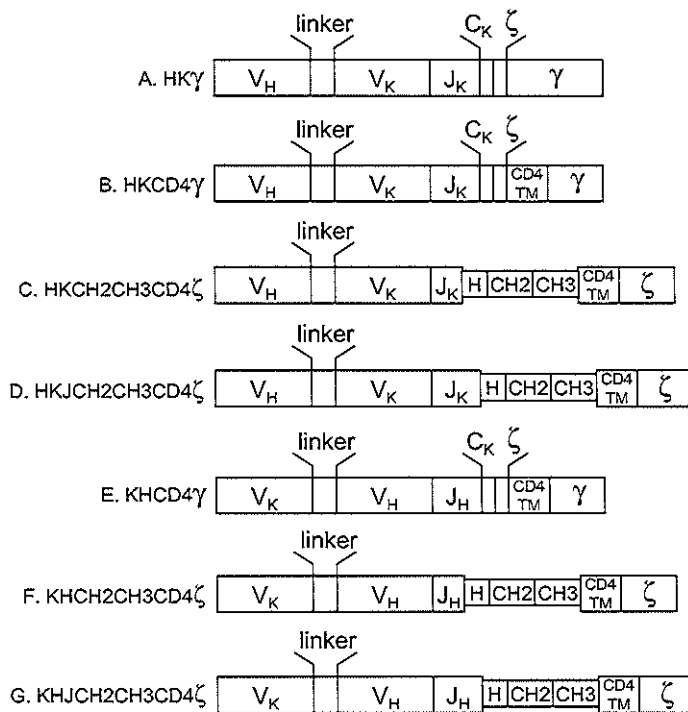 linker C_K ζ
A. HKγ V_H V_K J_K γ
linker C_K ζ
B. HKCD4γ V_H V_K J_K CD4 TM γ
linker
C. HKCH2CH3CD4ζ V_H V_K J_K H CH2 CH3 CD4 TM ζ
linker
D. HKJCH2CH3CD4ζ V_H V_K J_K H CH2 CH3 CD4 TM ζ
linker C_K ζ
E. KHCD4γ V_K V_H J_H CD4 TM γ
linker
F. KHCH2CH3CD4ζ V_K V_H J_H H CH2 CH3 CD4 TM ζ
linker
G. KHJCH2CH3CD4ζ V_K V_H J_H H CH2 CH3 CD4 TM ζ